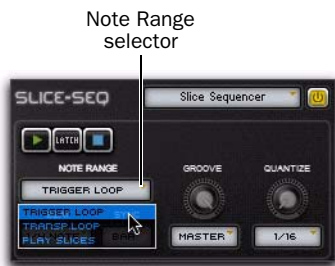 Note Range
selector
SLICE-SEQ
Slice Sequencer
LATCH
NOTE RANGE
GROOVE
QUANTIZE
TRIGGER LOOP
TRIGGER LOOP
TRANSP.LOOP
PLAY SLICES
MASTER
1/16